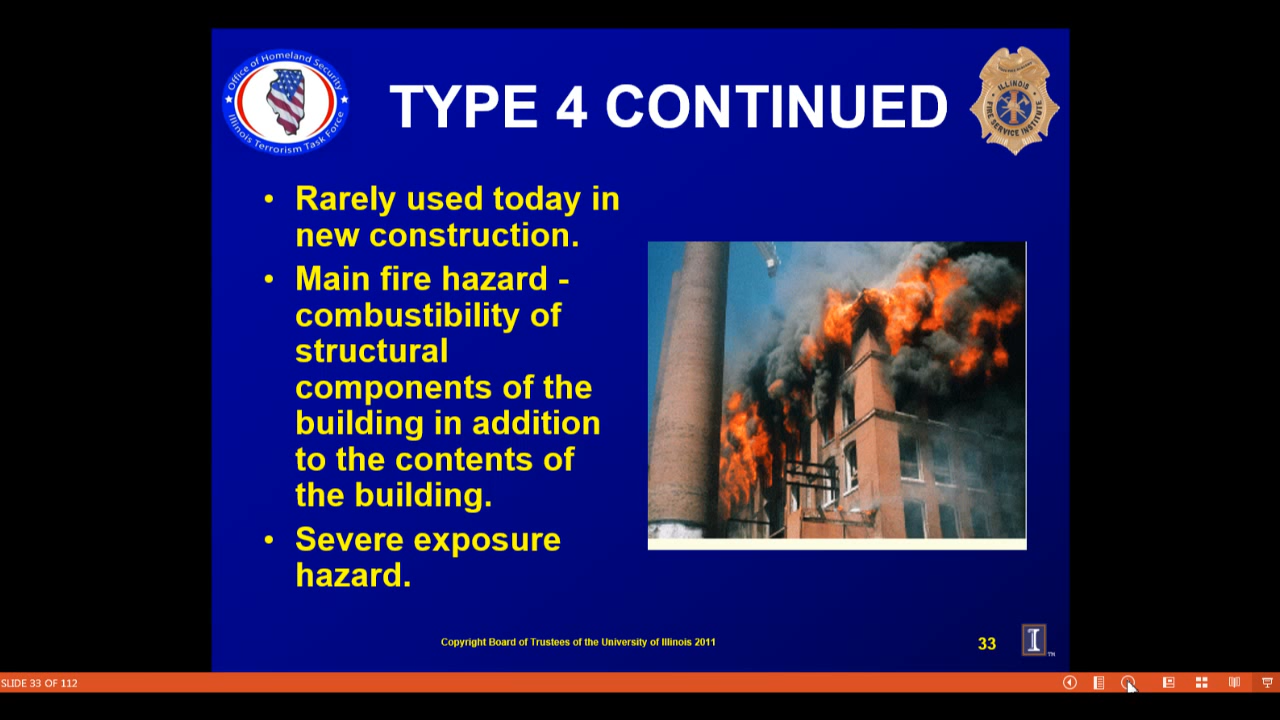 Office of Homeland Security
Illinois Terrorism Task Force
TYPE 4 CONTINUED
ILLINOIS
FIRE SERVICE INSTITUTE
• Rarely used today in
new construction.
• Main fire hazard -
combustibility of
structural
components of the
building in addition
to the contents of
the building.
• Severe exposure
hazard.
Copyright Board of Trustees of the University of Illinois 2011
33
I
TM
SLIDE 33 OF 112